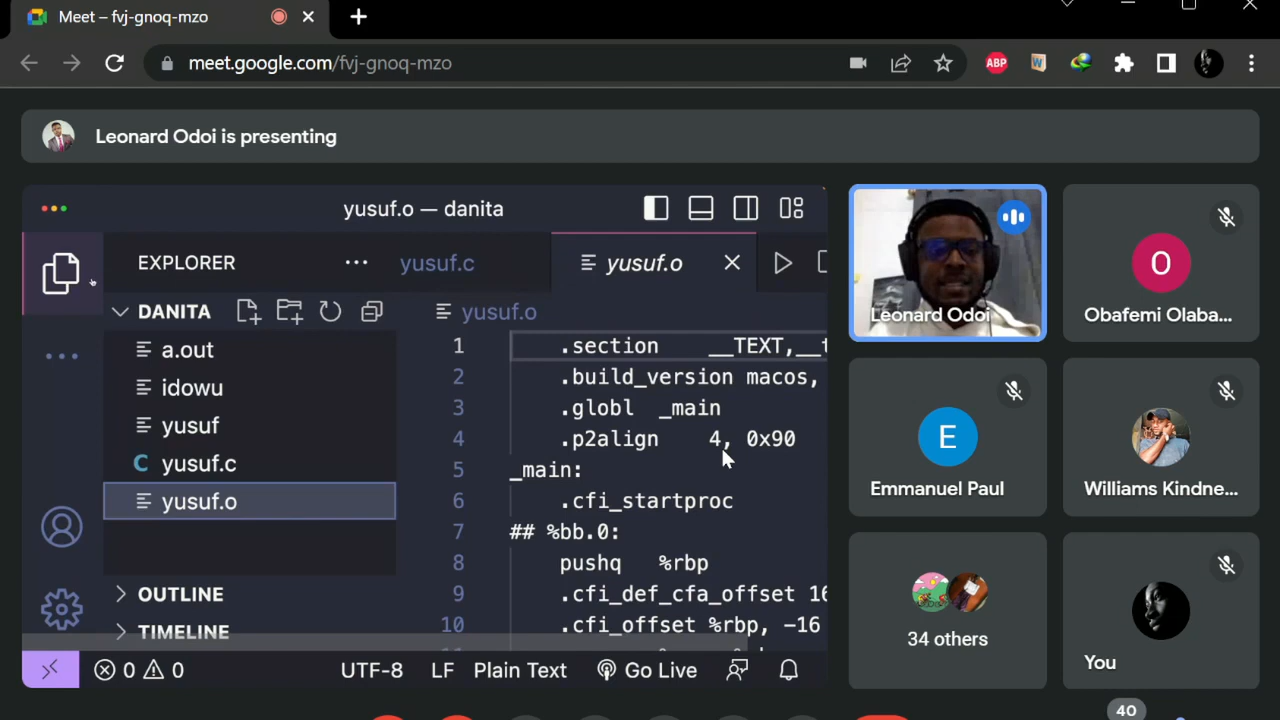 Meet – fvj-gnoq-mzo
meet.google.com/fvj-gnoq-mzo
ABP
W
Leonard Odoi is presenting
yusuf.o — danita
EXPLORER
yusuf.c
yusuf.o
DANITA
yusuf.o
a.out
idowu
yusuf
C yusuf.c
yusuf.o
OUTLINE
TIMELINE
1 .section __TEXT,__t
2 .build_version macos,
3 .globl _main
4 .p2align 4, 0x90
5 _main:
6 .cfi_startproc
7 ## %bb.0:
8 pushq %rbp
9 .cfi_def_cfa_offset 16
10 .cfi_offset %rbp, -16
0 0
UTF-8
LF
Plain Text
Go Live
Leonard Odoi
O
Obafemi Olaba...
E
Emmanuel Paul
Williams Kindne...
34 others
You
40